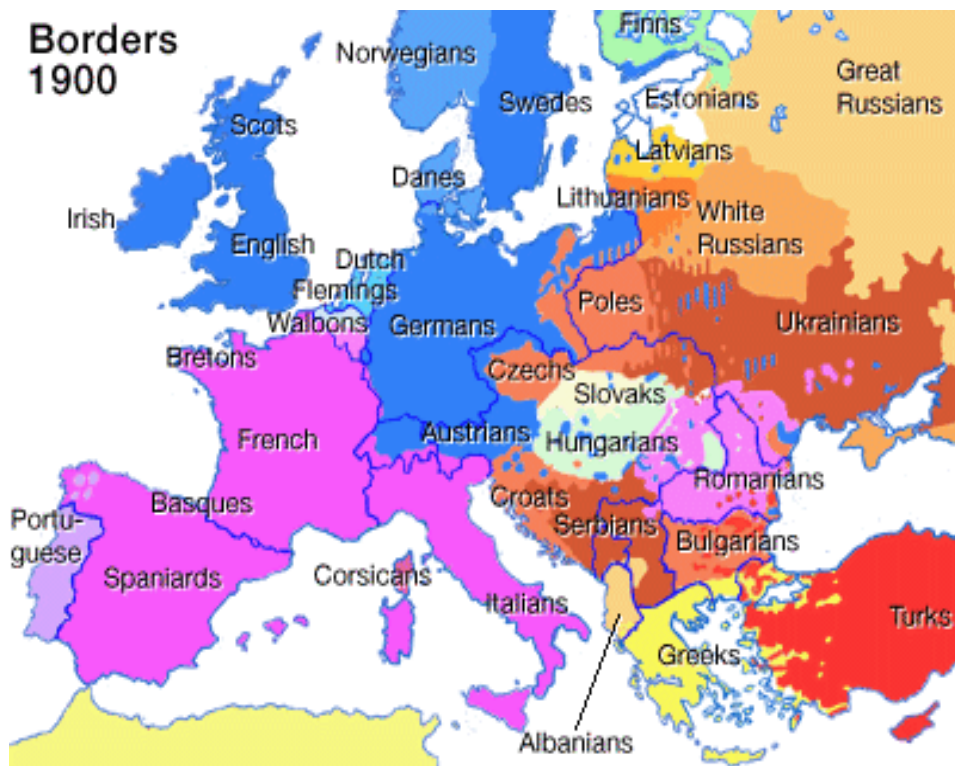 Borders
1900
Norwegians
Finns
Great
Russians
Swedes
Estonians
Scots
Latvians
Danes
Lithuanians
Irish
White
Russians
English
Dutch
Flemings
Poles
Walbons
Germans
Ukrainians
Bretons
Czechs
Slovaks
French
Austrians
Hungarians
Romanians
Basques
Croats
Portu-
guese
Serbians
Bulgarians
Spaniards
Corsicans
Italians
Turks
Greeks
Albanians